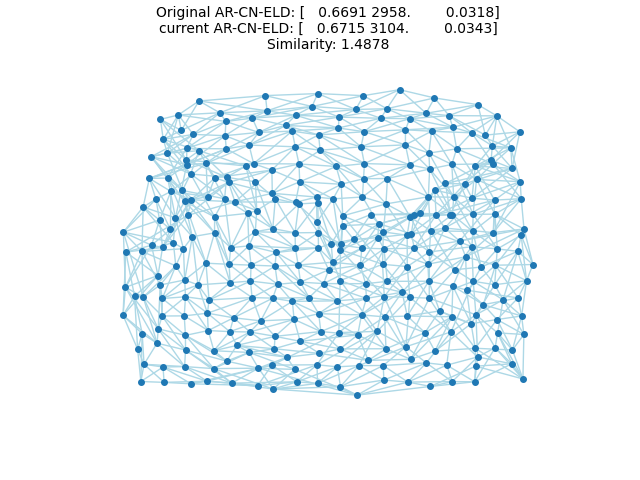 Original AR-CN-ELD: [   0.6691 2958.        0.0318]
current AR-CN-ELD: [   0.6715 3104.        0.0343]
Similarity: 1.4878